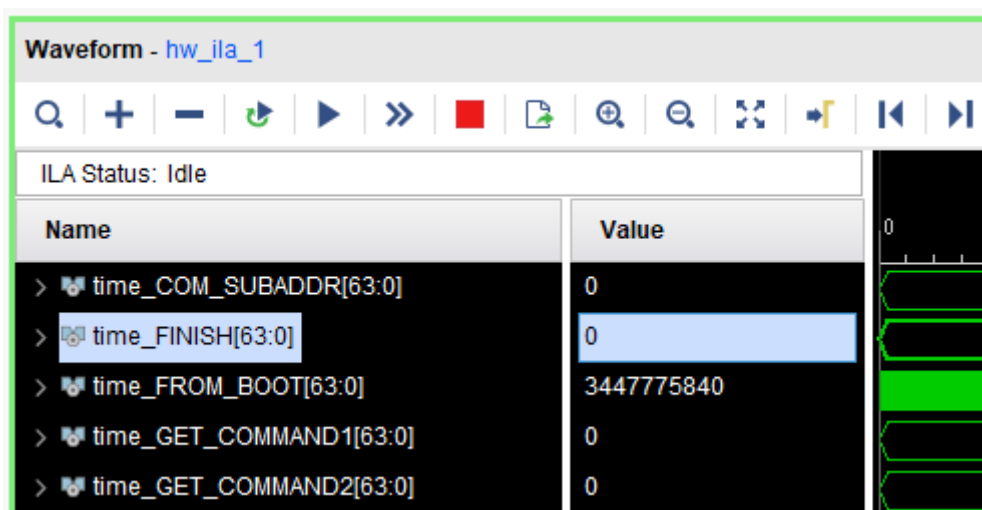 Waveform - hw_ila_1
ILA Status: Idle
Name Value 0
time_COM_SUBADDR[63:0] 0
time_FINISH[63:0] 0
time_FROM_BOOT[63:0] 3447775840
time_GET_COMMAND1[63:0] 0
time_GET_COMMAND2[63:0] 0